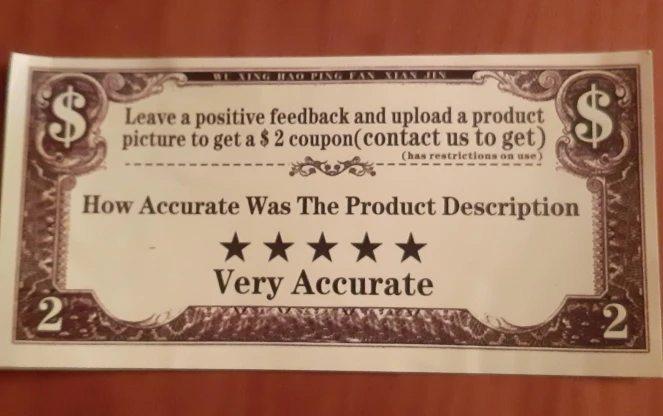 WU XING HAO PING FAN XIAN JIN
$ $
Leave a positive feedback and upload a product
picture to get a $ 2 coupon(contact us to get)
(has restrictions on use)
How Accurate Was The Product Description
★ ★ ★ ★ ★
Very Accurate
2 2